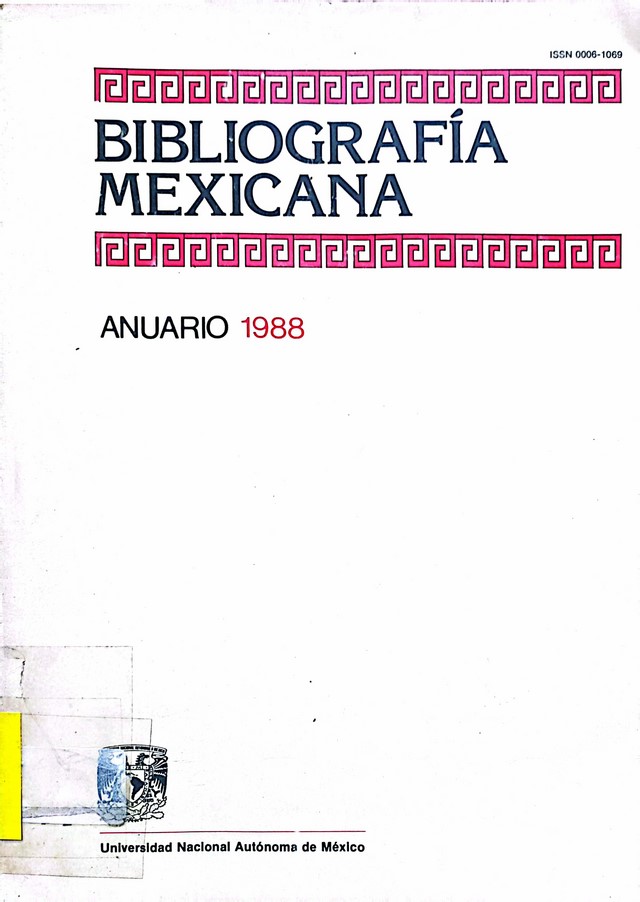 ISSN 0006-1069
BIBLIOGRAFÍA
MEXICANA
ANUARIO 1988
Universidad Nacional Autónoma de México